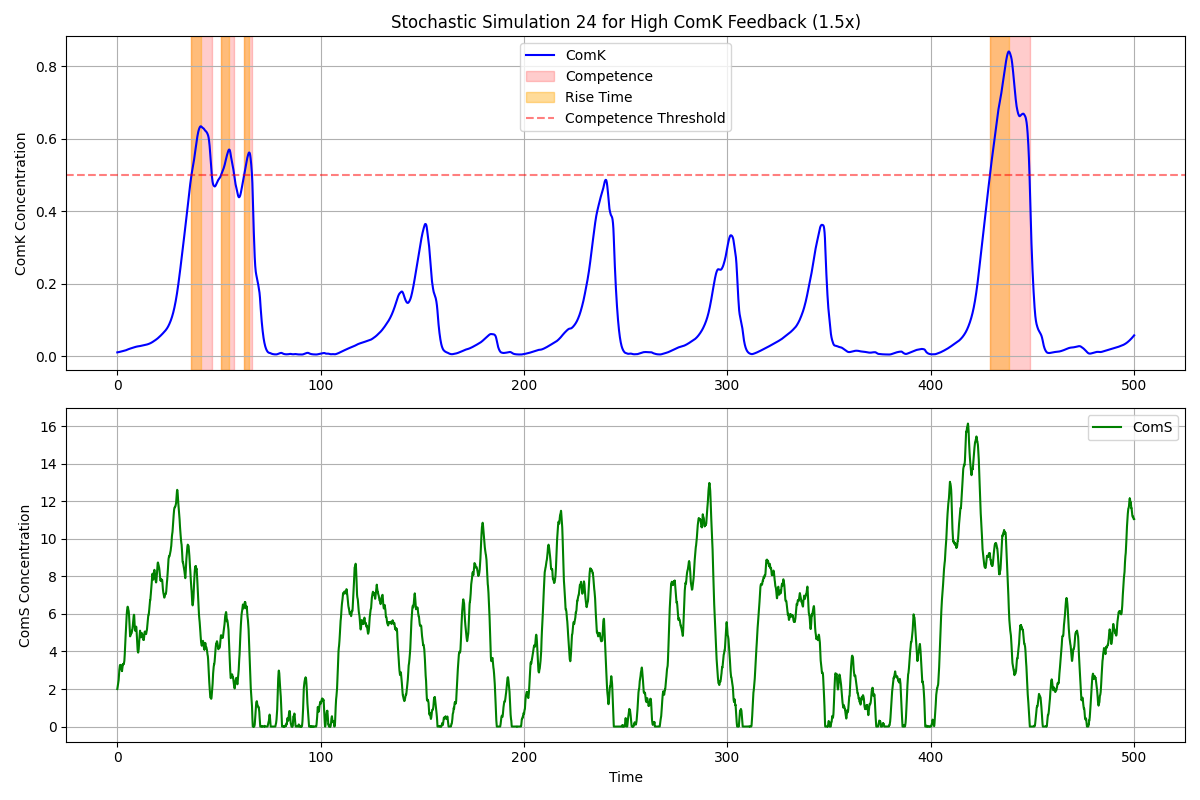 Stochastic Simulation 24 for High ComK Feedback (1.5x)
ComK
Competence
Rise Time
Competence Threshold
ComK Concentration
0.8
0.6
0.4
0.2
0.0
0 100 200 300 400 500
ComS
ComS Concentration
16
14
12
10
8
6
4
2
0
0 100 200 300 400 500
Time